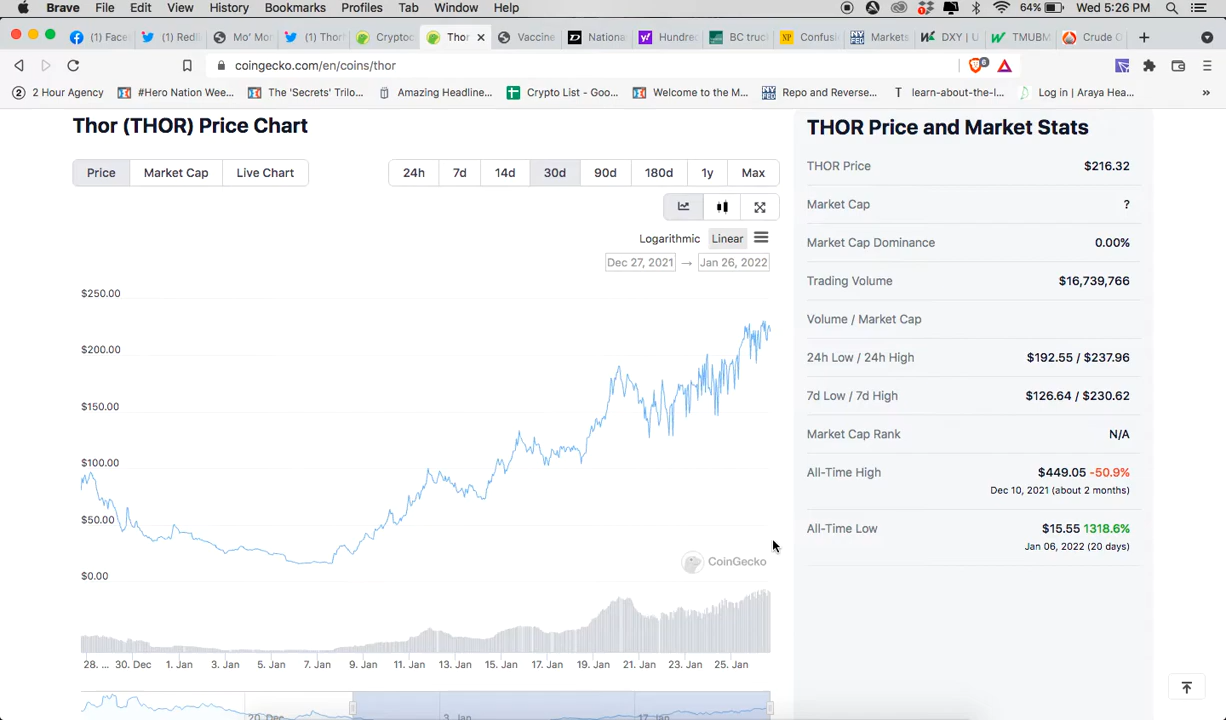 Brave File Edit View History Bookmarks Profiles Tab Window Help 64% Wed 5:26 PM
(1) Face (1) Redi Mo' Mor (1) Thor Cryptoc Thor Vaccine Nationa Hundrec BC truc Confus Markets DXY | U TMUBM Crude O
coingecko.com/en/coins/thor 6
2 Hour Agency #Hero Nation Wee... The 'Secrets' Trilo... Amazing Headline... Crypto List - Goo... Welcome to the M... Repo and Reverse... learn-about-the-l... Log in | Araya Hea... »
Thor (THOR) Price Chart
Price Market Cap Live Chart 24h 7d 14d 30d 90d 180d 1y Max
Logarithmic Linear
Dec 27, 2021 → Jan 26, 2022
$250.00
$200.00
$150.00
$100.00
$50.00
$0.00
CoinGecko
28. ... 30. Dec 1. Jan 3. Jan 5. Jan 7. Jan 9. Jan 11. Jan 13. Jan 15. Jan 17. Jan 19. Jan 21. Jan 23. Jan 25. Jan
20. Dec 3. Jan 17. Jan
THOR Price and Market Stats
THOR Price $216.32
Market Cap ?
Market Cap Dominance 0.00%
Trading Volume $16,739,766
Volume / Market Cap
24h Low / 24h High $192.55 / $237.96
7d Low / 7d High $126.64 / $230.62
Market Cap Rank N/A
All-Time High $449.05 -50.9%
Dec 10, 2021 (about 2 months)
All-Time Low $15.55 1318.6%
Jan 06, 2022 (20 days)